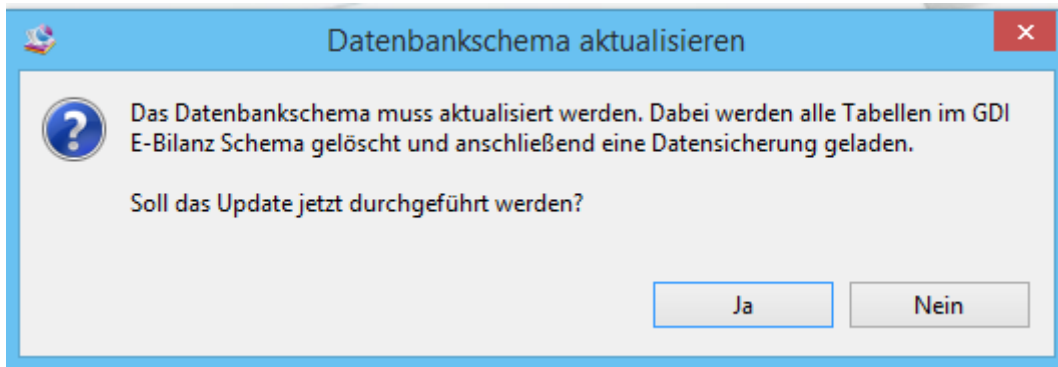 Datenbankschema aktualisieren
Das Datenbankschema muss aktualisiert werden. Dabei werden alle Tabellen im GDI
E-Bilanz Schema gelöscht und anschließend eine Datensicherung geladen.
Soll das Update jetzt durchgeführt werden?
Ja
Nein